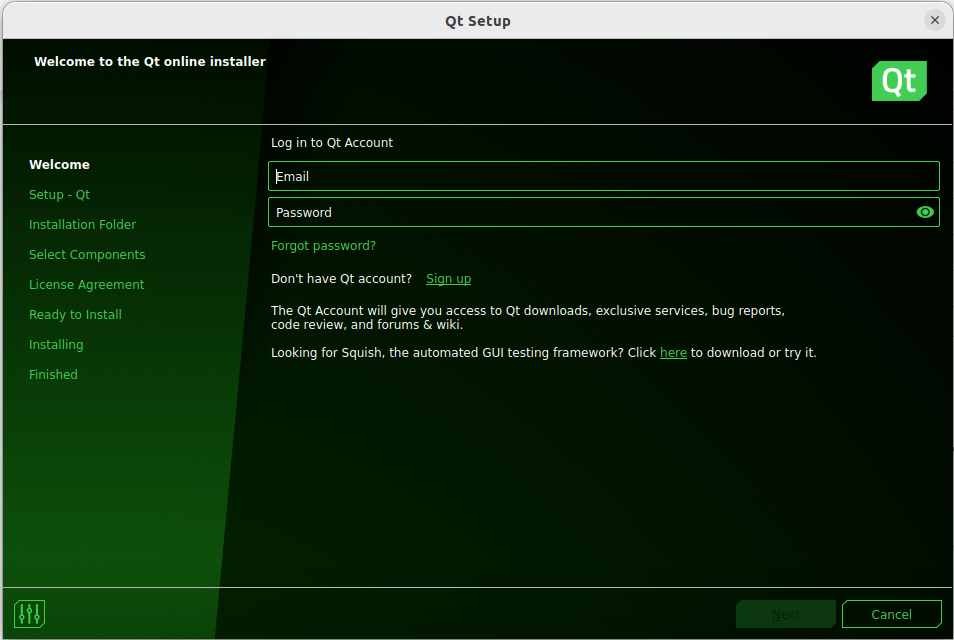 Qt Setup
Welcome to the Qt online installer
Qt
Welcome
Setup - Qt
Installation Folder
Select Components
License Agreement
Ready to Install
Installing
Finished
Log in to Qt Account
Email
Password
Forgot password?
Don't have Qt account? Sign up
The Qt Account will give you access to Qt downloads, exclusive services, bug reports,
code review, and forums & wiki.
Looking for Squish, the automated GUI testing framework? Click here to download or try it.
Next
Cancel